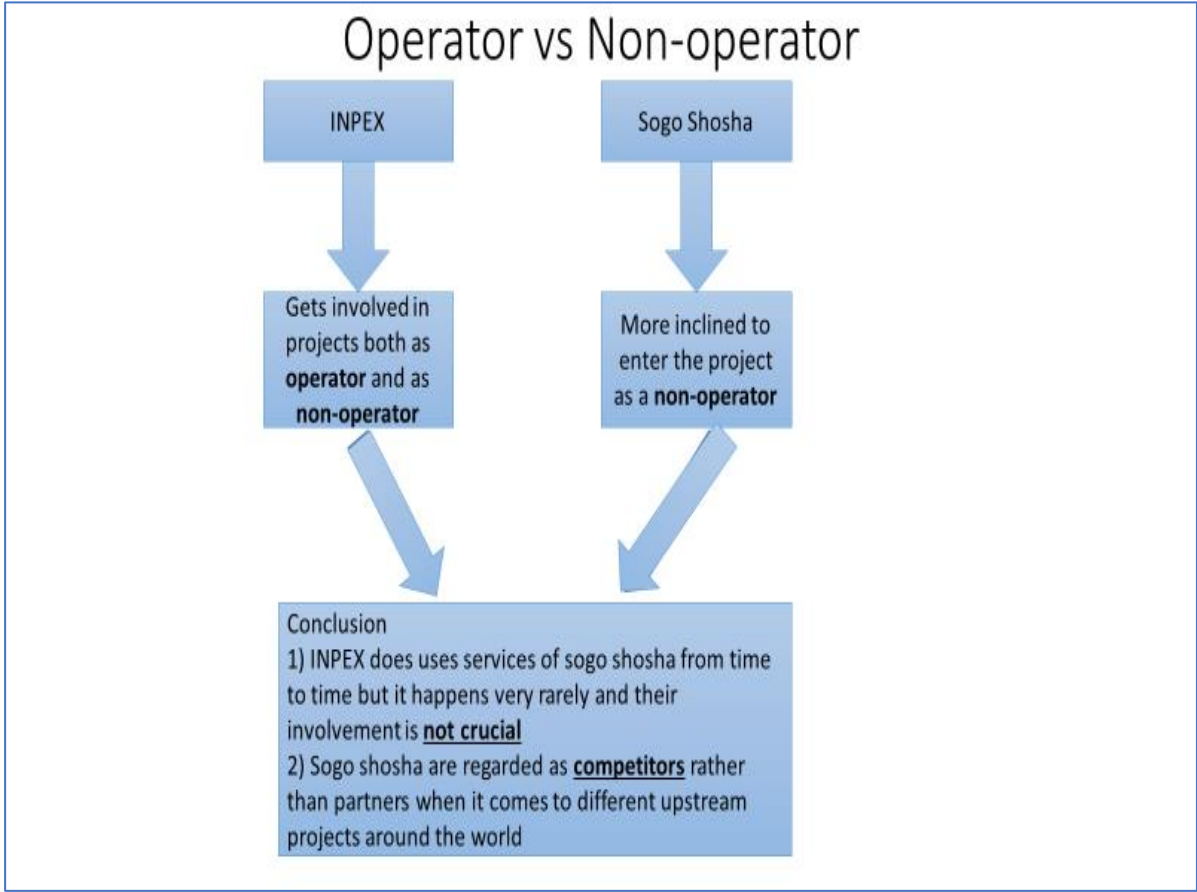 Operator vs Non-operator
INPEX
Sogo Shosha
Gets involved in
projects both as
operator and as
non-operator
More inclined to
enter the project
as a non-operator
Conclusion
1) INPEX does uses services of sogo shosha from time
to time but it happens very rarely and their
involvement is not crucial
2) Sogo shosha are regarded as competitors rather
than partners when it comes to different upstream
projects around the world